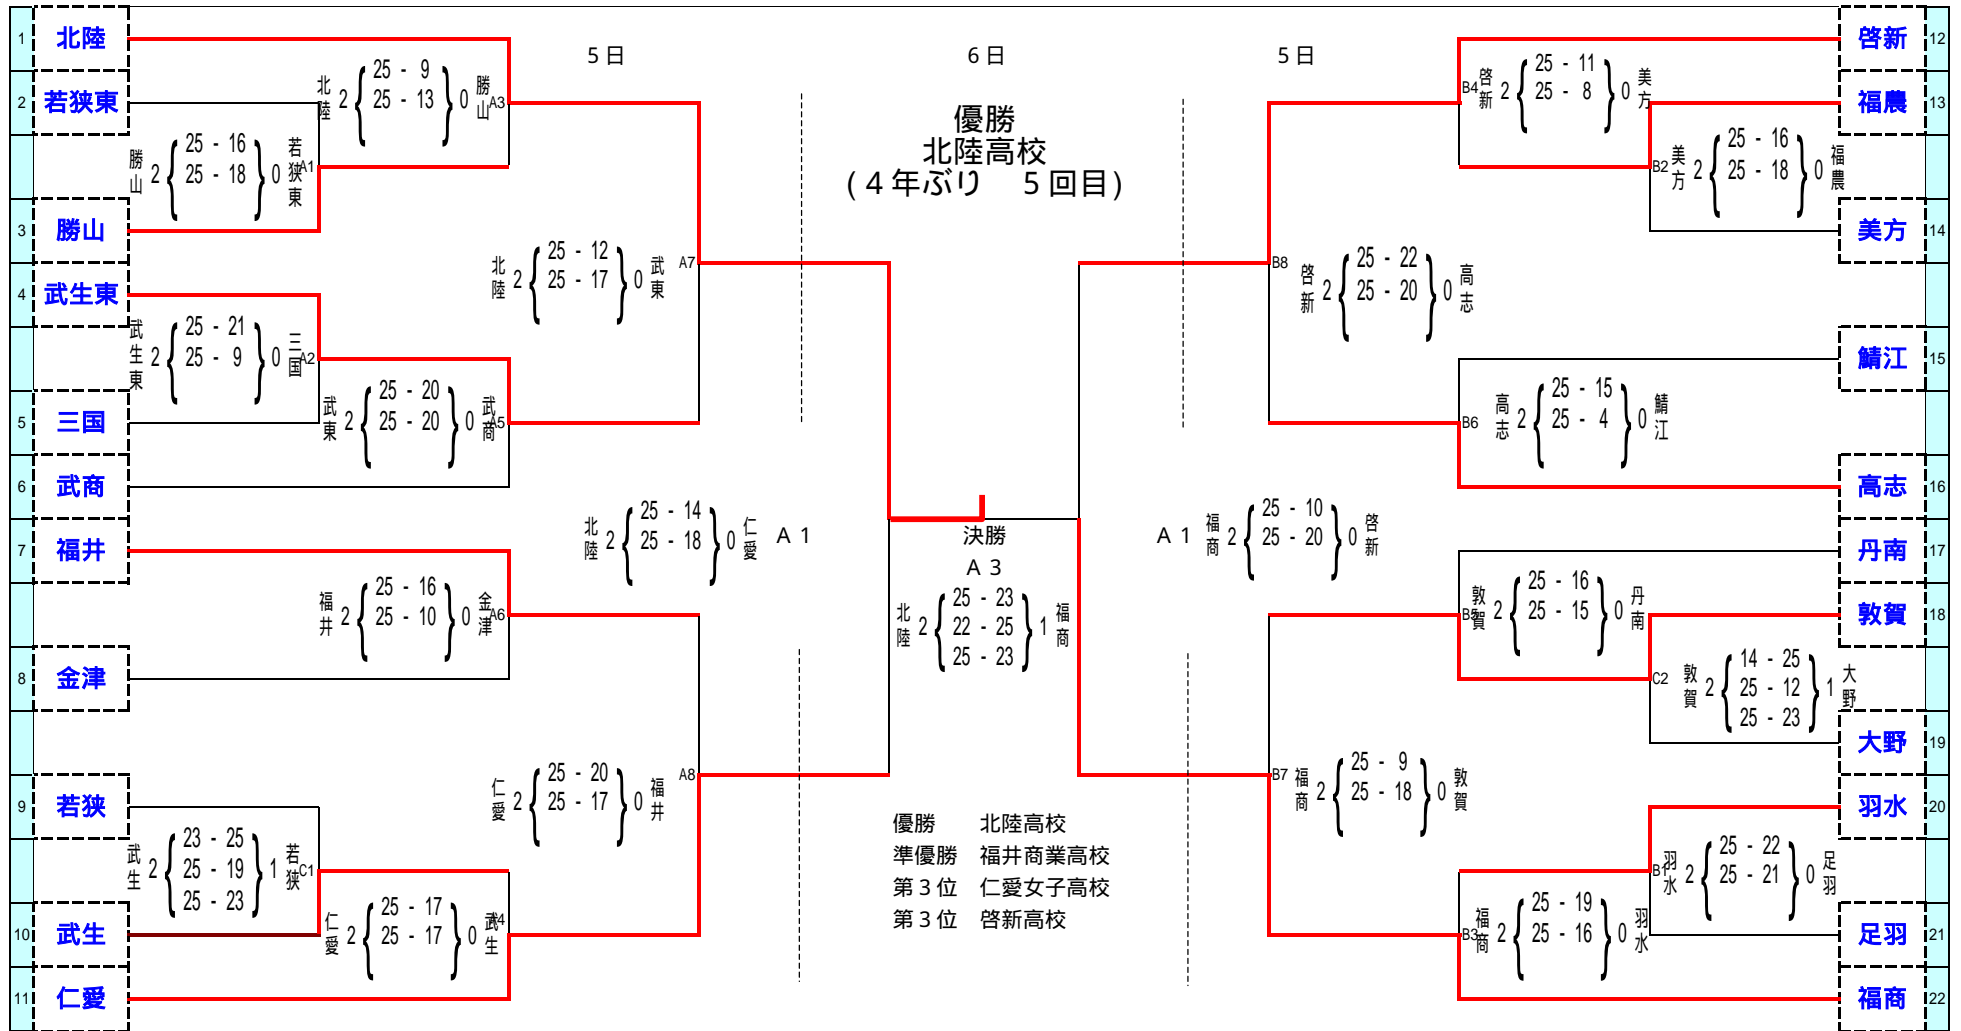 5日
6日
5日
優勝
北陸高校
(4年ぶり　5回目)
1 北陸
2 若狭東
3 勝山
4 武生東
5 三国
6 武商
7 福井
8 金津
9 若狭
10 武生
11 仁愛
啓新 12
福農 13
美方 14
鯖江 15
高志 16
丹南 17
敦賀 18
大野 19
羽水 20
足羽 21
福商 22
A3
北陸 2 { 25 - 9 } 0 勝山
25 - 13
A1
勝山 2 { 25 - 16 } 0 若狭東
25 - 18
A7
北陸 2 { 25 - 12 } 0 武東
25 - 17
A2
武生東 2 { 25 - 21 } 0 三国
25 - 9
A5
武東 2 { 25 - 20 } 0 武商
25 - 20
北陸 2 { 25 - 14 } 0 仁愛
25 - 18
A 1
A6
福井 2 { 25 - 16 } 0 金津
25 - 10
A8
仁愛 2 { 25 - 20 } 0 福井
25 - 17
C1
武生 2 { 23 - 25 } 1 若狭
25 - 19
25 - 23
A4
仁愛 2 { 25 - 17 } 0 武生
25 - 17
決勝
A 3
北陸 2 { 25 - 23 } 1 福商
22 - 25
25 - 23
B4
啓新 2 { 25 - 11 } 0 美方
25 - 8
B2
美方 2 { 25 - 16 } 0 福農
25 - 18
B8
啓新 2 { 25 - 22 } 0 高志
25 - 20
B6
高志 2 { 25 - 15 } 0 鯖江
25 - 4
A 1
福商 2 { 25 - 10 } 0 啓新
25 - 20
B5
敦賀 2 { 25 - 16 } 0 丹南
25 - 15
C2
敦賀 2 { 14 - 25 } 1 大野
25 - 12
25 - 23
B7
福商 2 { 25 - 9 } 0 敦賀
25 - 18
B1
羽水 2 { 25 - 22 } 0 足羽
25 - 21
B3
福商 2 { 25 - 19 } 0 羽水
25 - 16
優勝　北陸高校
準優勝　福井商業高校
第3位　仁愛女子高校
第3位　啓新高校